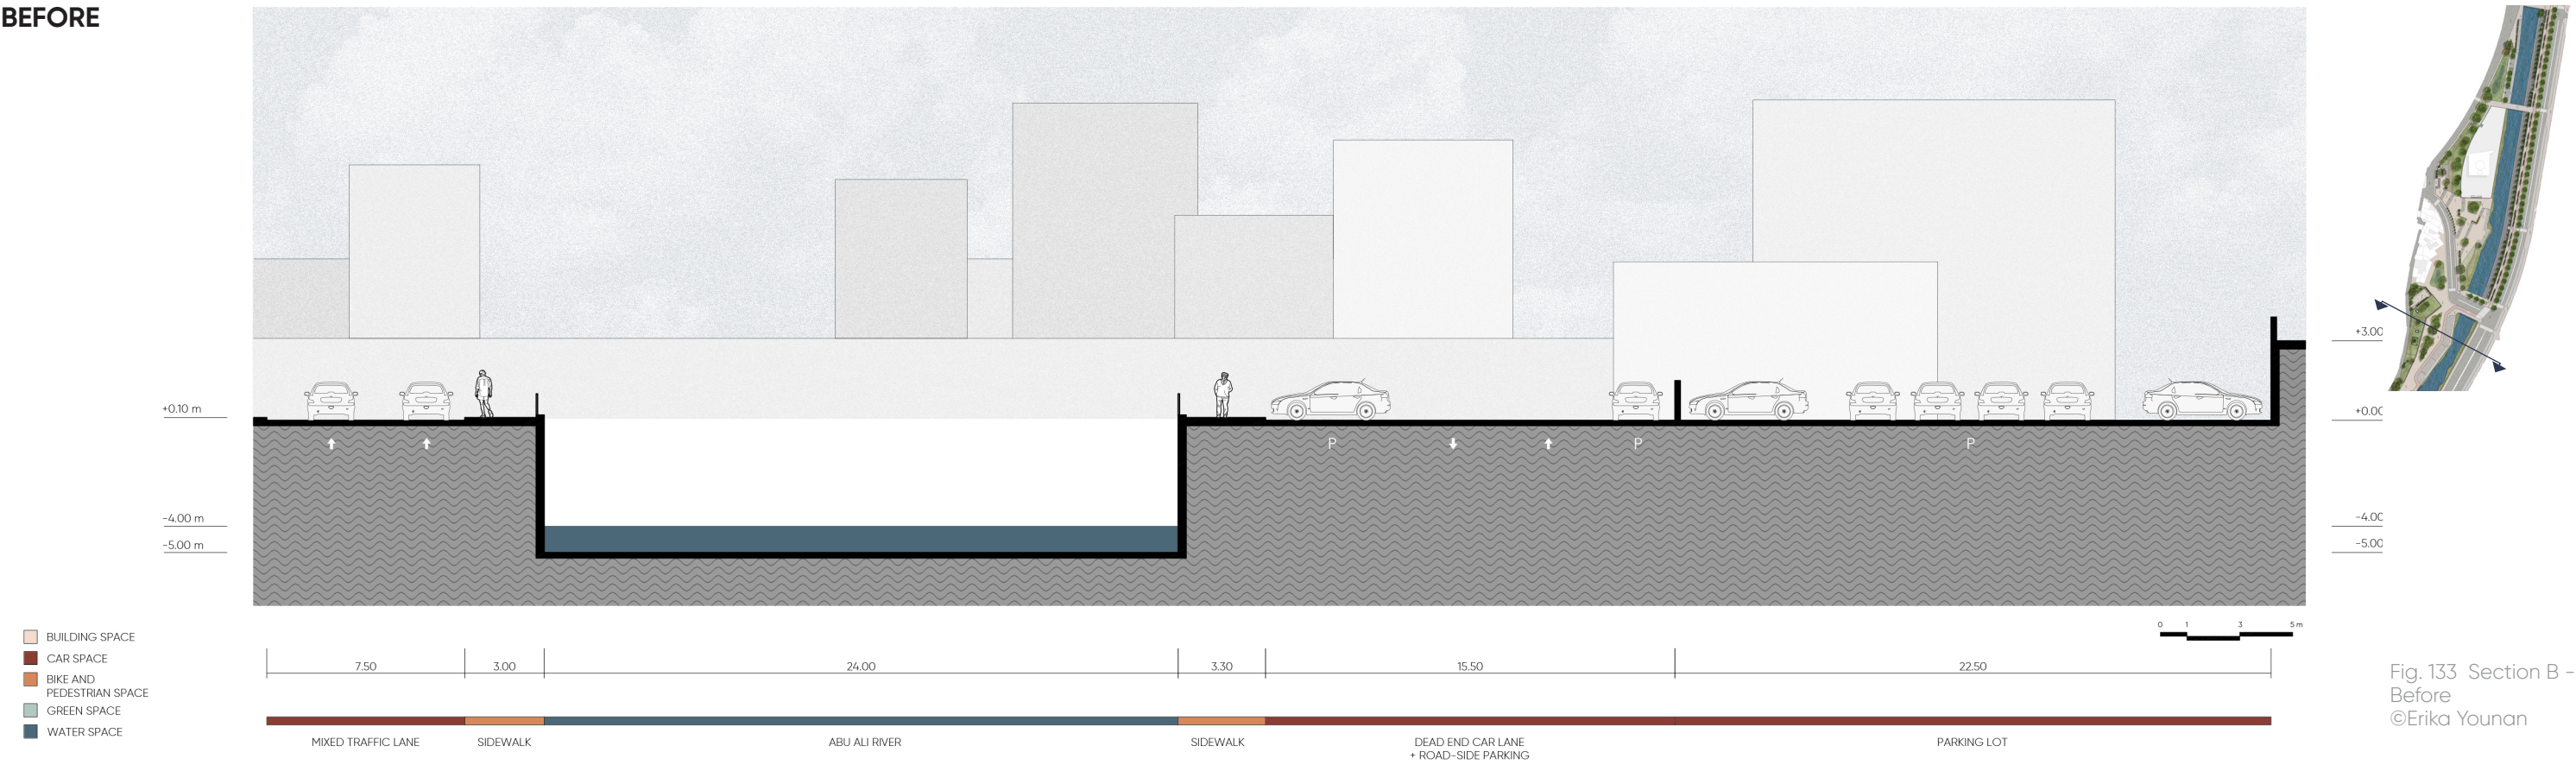 BEFORE
+0.10 m
-4.00 m
-5.00 m
+3.00
+0.00
-4.00
-5.00
P
P
P
0 1 3 5 m
BUILDING SPACE
CAR SPACE
BIKE AND
PEDESTRIAN SPACE
GREEN SPACE
WATER SPACE
7.50 3.00 24.00 3.30 15.50 22.50
MIXED TRAFFIC LANE SIDEWALK ABU ALI RIVER SIDEWALK DEAD END CAR LANE PARKING LOT
+ ROAD-SIDE PARKING
Fig. 133 Section B -
Before
©Erika Younan